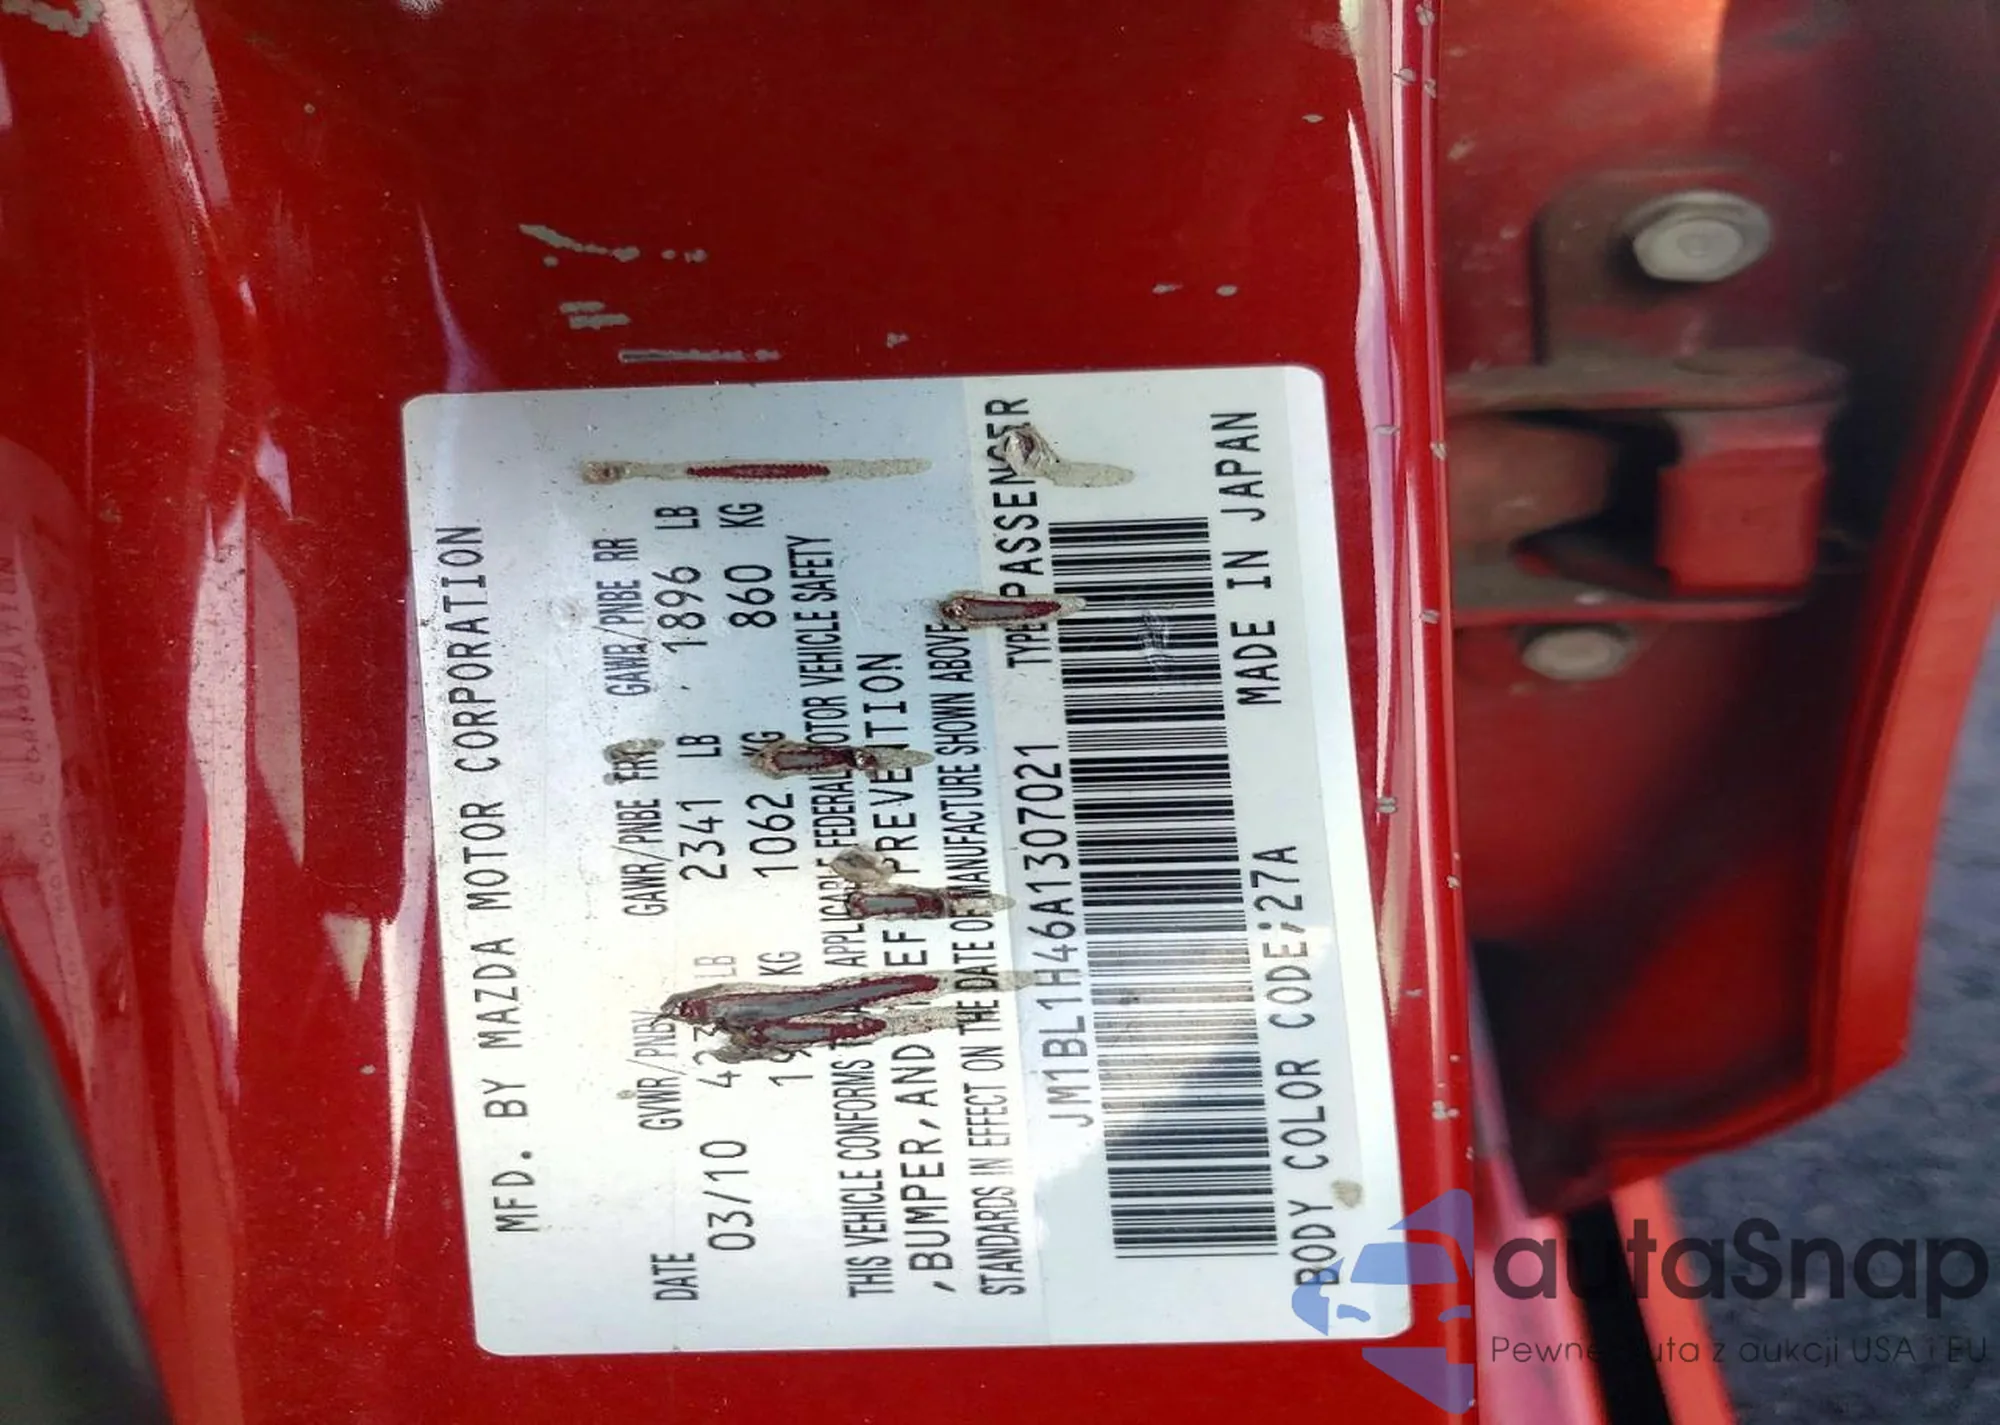 MFD. BY MAZDA MOTOR CORPORATION
DATE GVWR/PNBV GAWR/PNBE FRT GAWR/PNBE RR
03/10 LB 2341 LB 1896 LB
KG 1062 KG 860 KG
THIS VEHICLE CONFORMS APPLICABLE FEDERAL MOTOR VEHICLE SAFETY
,BUMPER, AND PREVENTION
STANDARDS IN EFFECT ON THE DATE OF MANUFACTURE SHOWN ABOVE
JM1BL1H46A1307021 TYPE PASSENGER
BODY COLOR CODE;27A MADE IN JAPAN
autaSnap
Pewne auta z aukcji USA i EU